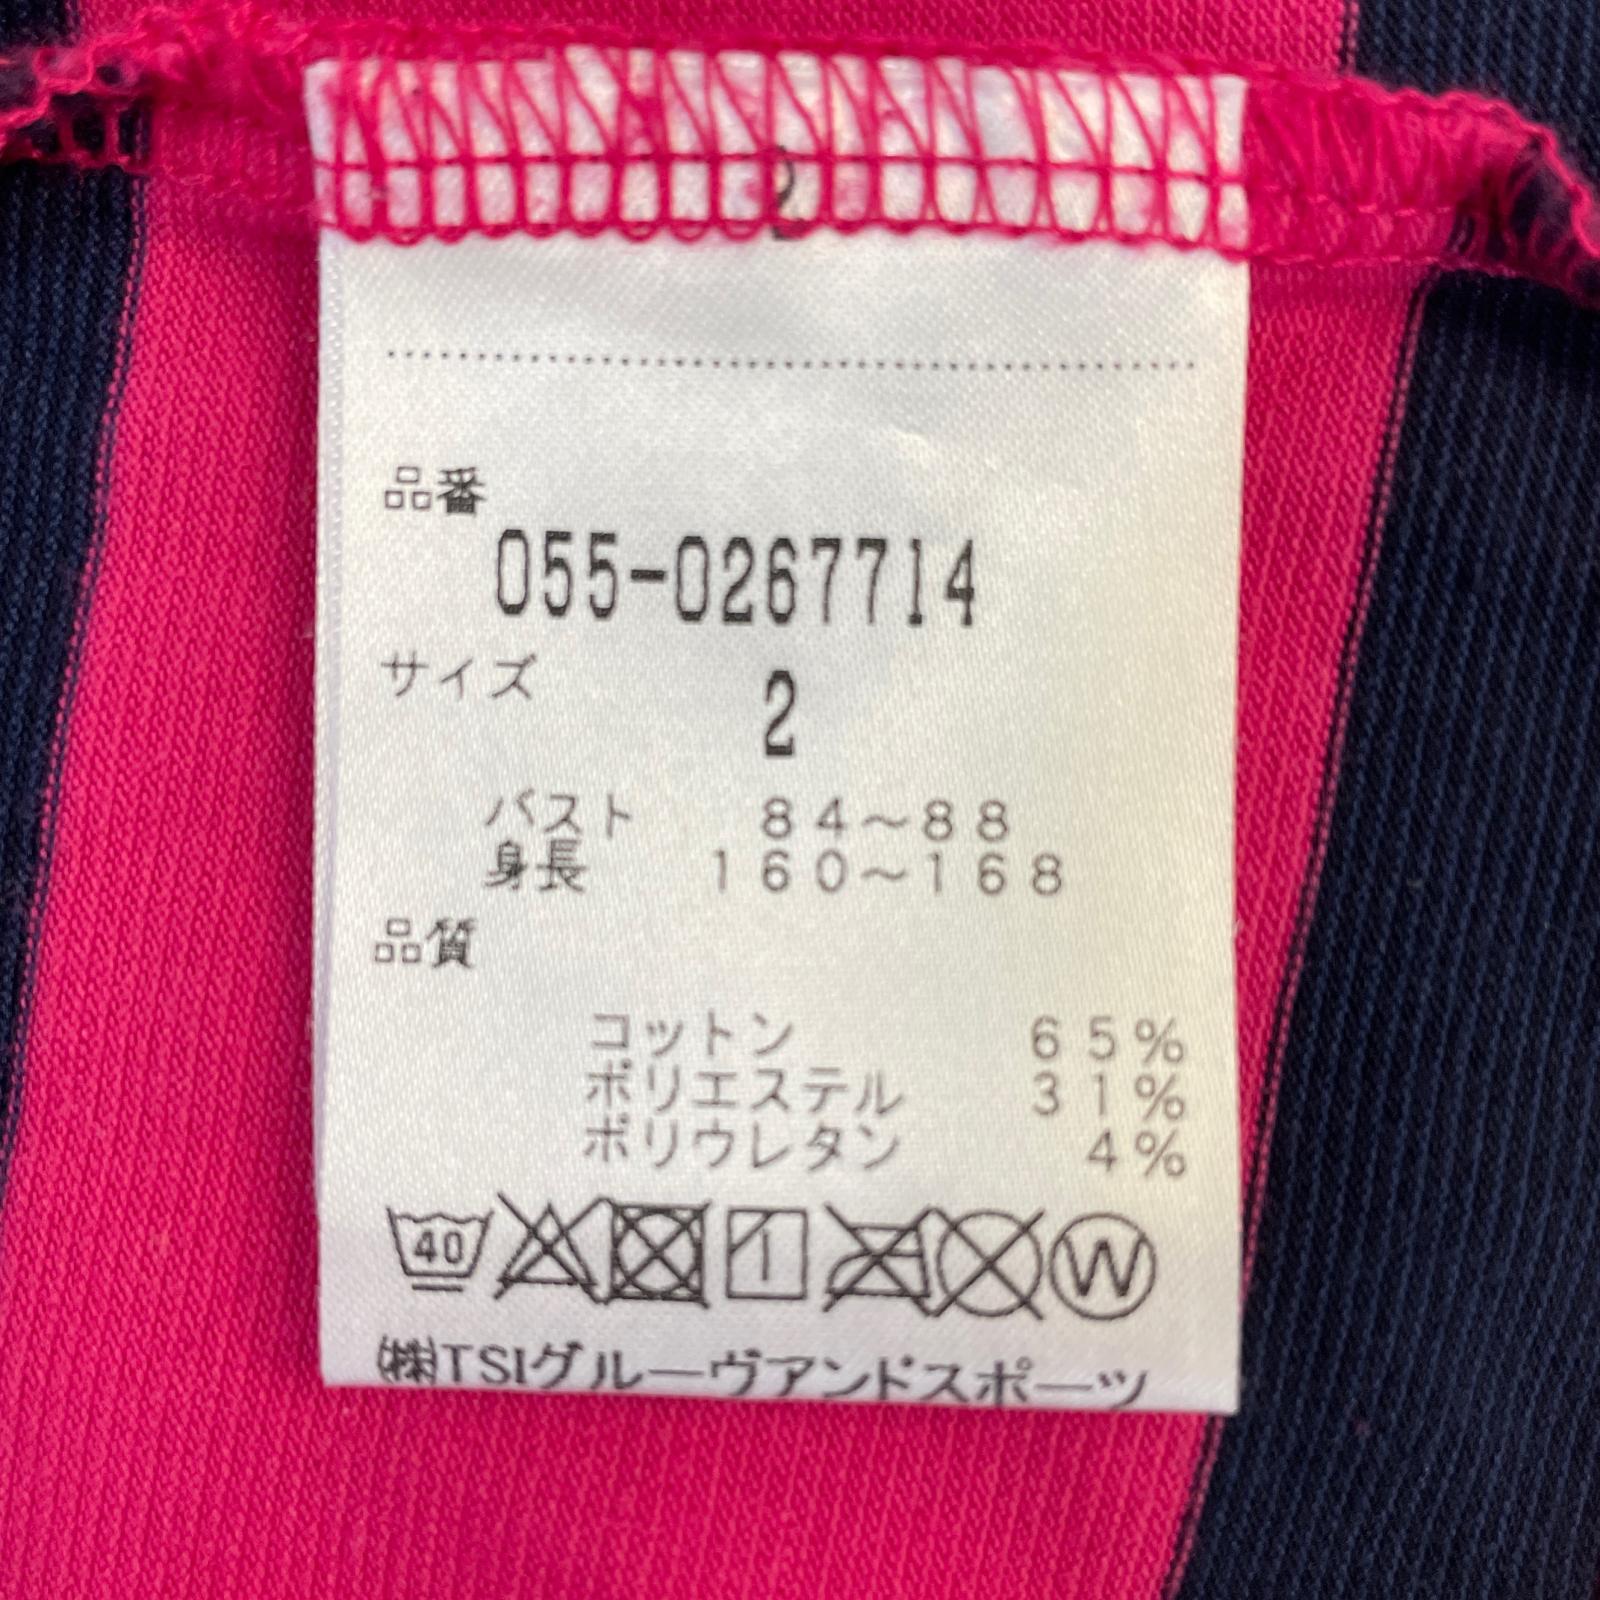 2
品番
055-0267714
サイズ
2
バスト 84～88
身長 160～168
品質
コットン 65%
ポリエステル 31%
ポリウレタン 4%
40 W
㈱TSIグルーヴアンドスポーツ